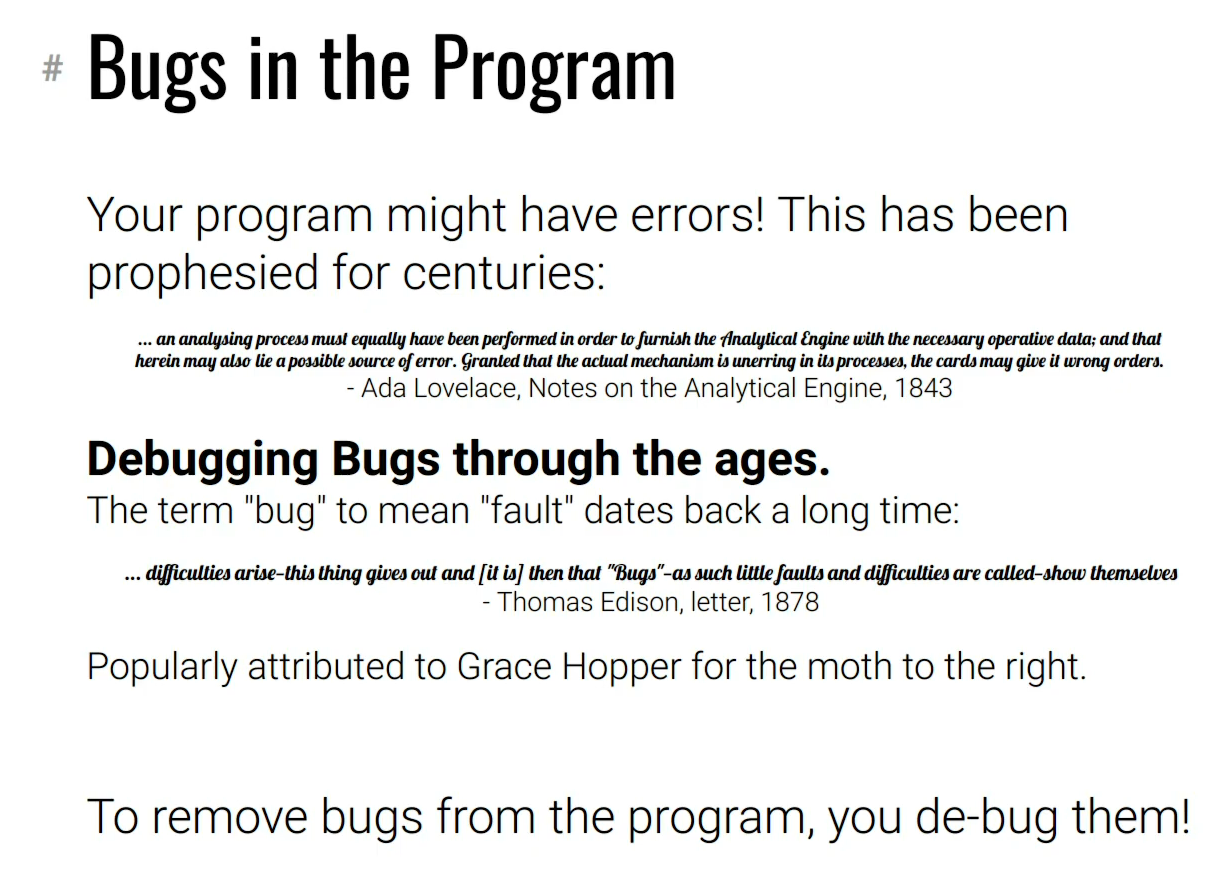 # Bugs in the Program
Your program might have errors! This has been
prophesied for centuries:
... an analysing process must equally have been performed in order to furnish the Analytical Engine with the necessary operative data; and that
herein may also lie a possible source of error. Granted that the actual mechanism is unerring in its processes, the cards may give it wrong orders.
- Ada Lovelace, Notes on the Analytical Engine, 1843
Debugging Bugs through the ages.
The term "bug" to mean "fault" dates back a long time:
... difficulties arise—this thing gives out and [it is] then that "Bugs"—as such little faults and difficulties are called—show themselves
- Thomas Edison, letter, 1878
Popularly attributed to Grace Hopper for the moth to the right.
To remove bugs from the program, you de-bug them!